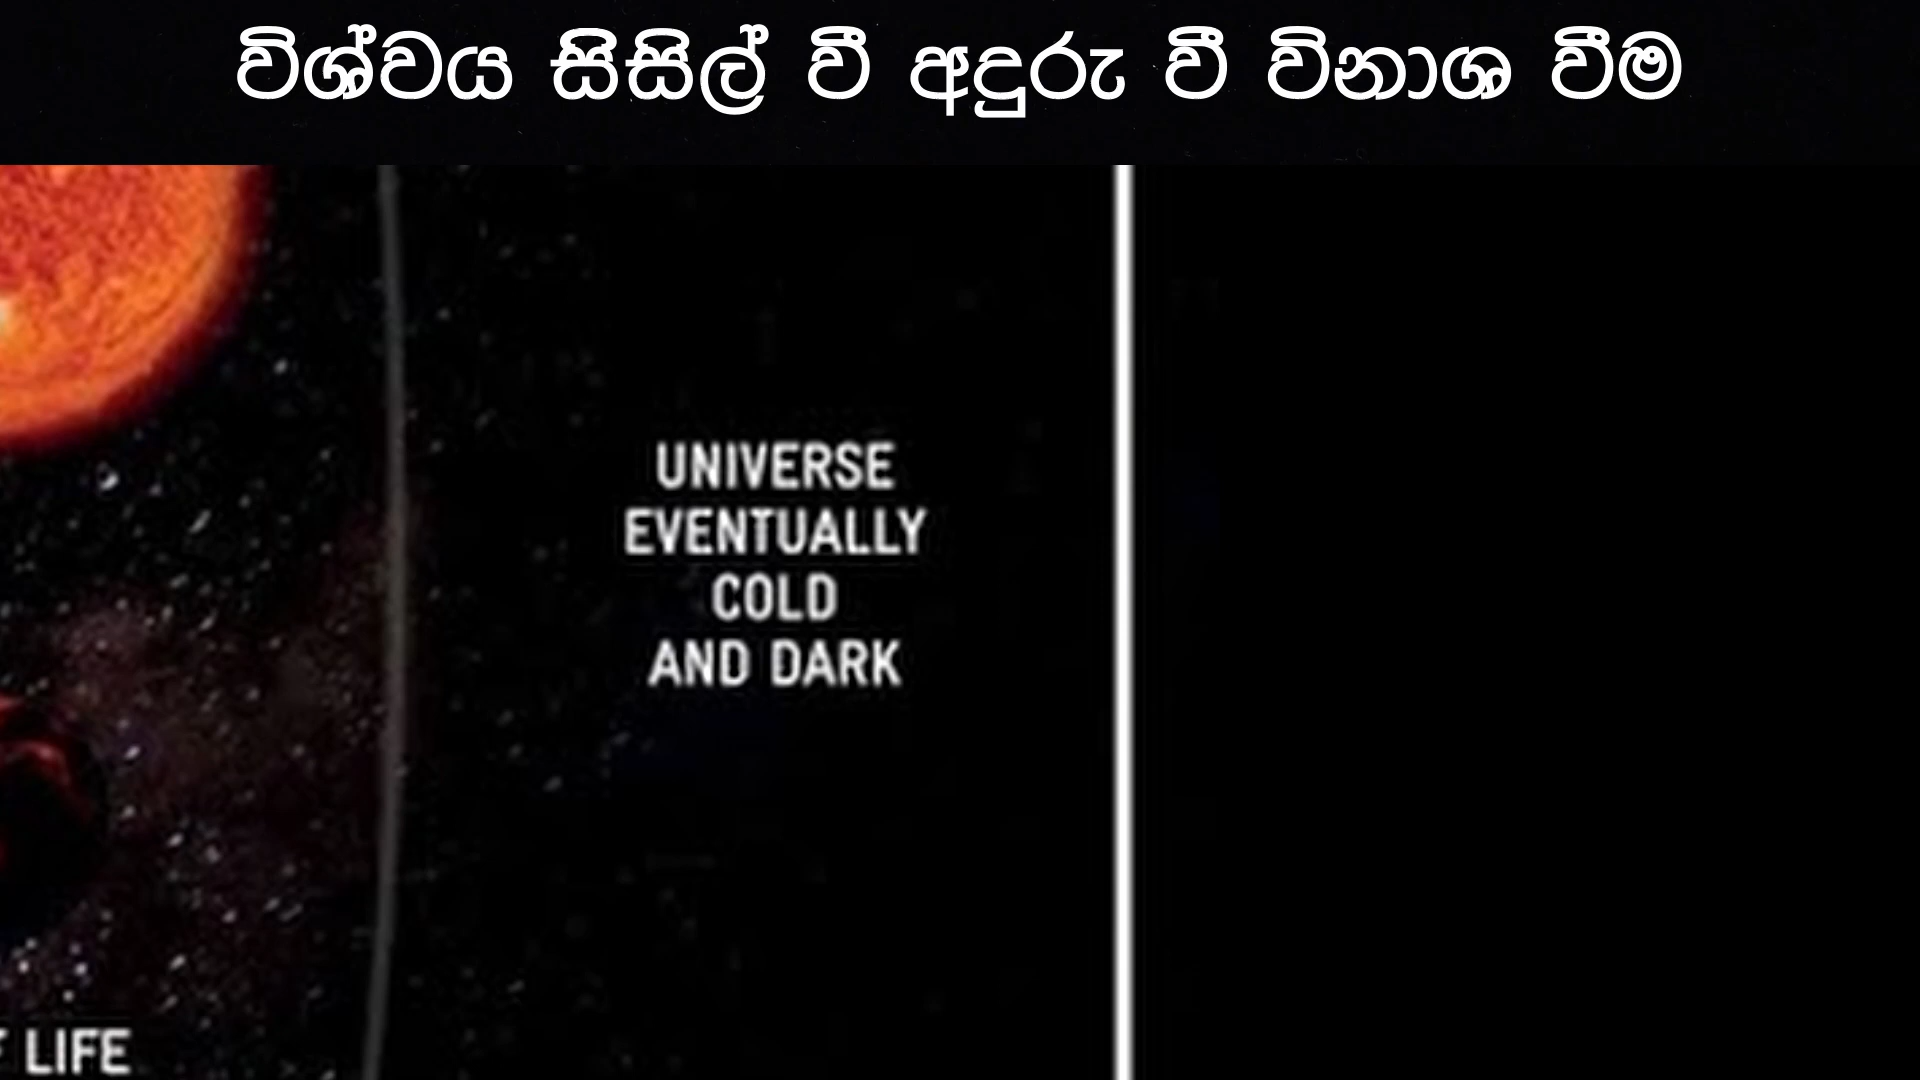 විශ්වය සිසිල් වී අඳුරු වී විනාශ වීම
UNIVERSE
EVENTUALLY
COLD
AND DARK
LIFE